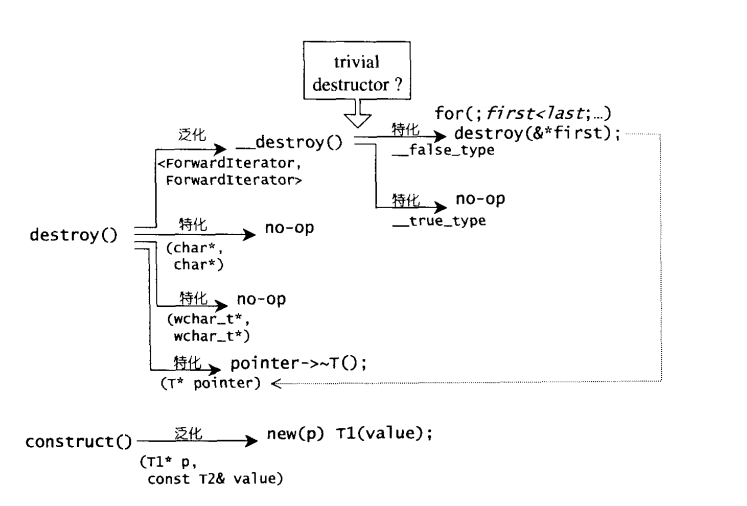 trivial
destructor ?
for(;first<last;…)
泛化
__destroy()
特化
destroy(&*first);
<ForwardIterator,
ForwardIterator>
__false_type
特化
no-op
__true_type
destroy()
特化
no-op
(char*,
char*)
特化
no-op
(wchar_t*,
wchar_t*)
特化
pointer->~T();
(T* pointer)
construct()
泛化
new(p) T1(value);
(T1* p,
const T2& value)